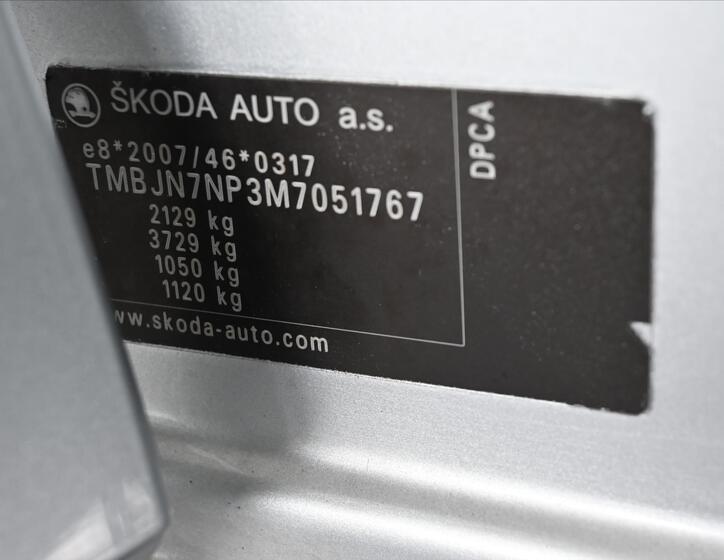 ŠKODA AUTO a.s.
e8*2007/46*0317
TMBJN7NP3M7051767
2129 kg
3729 kg
1050 kg
1120 kg
ww.skoda-auto.com
DPCA